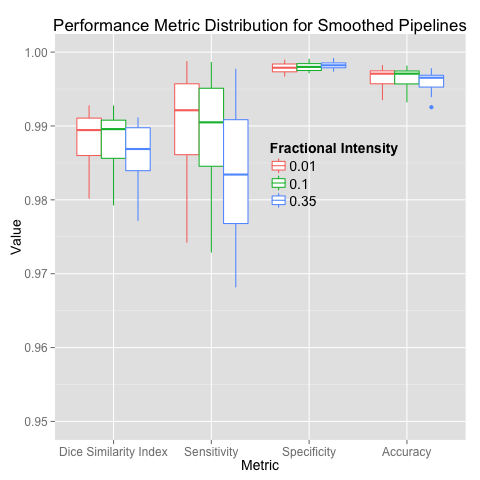 Performance Metric Distribution for Smoothed Pipelines
1.00
0.99
0.98
0.97
0.96
0.95
Value
Fractional Intensity
0.01
0.1
0.35
Dice Similarity Index
Sensitivity
Specificity
Accuracy
Metric